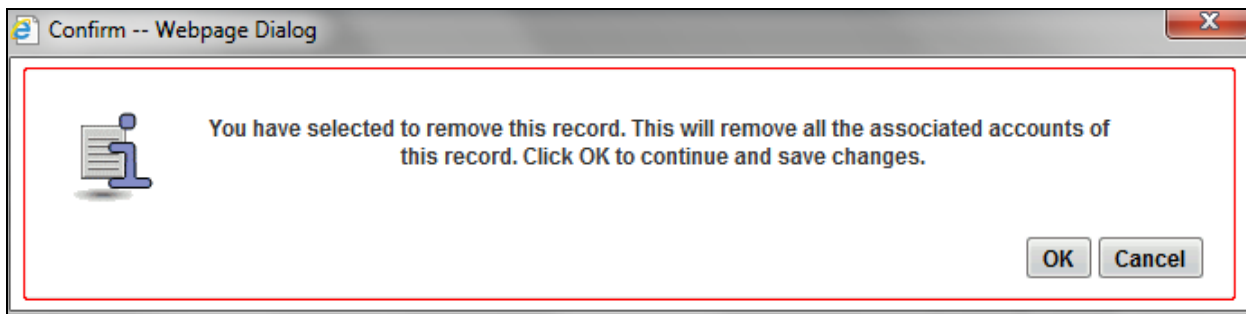 Confirm -- Webpage Dialog
You have selected to remove this record. This will remove all the associated accounts of
this record. Click OK to continue and save changes.
OK Cancel